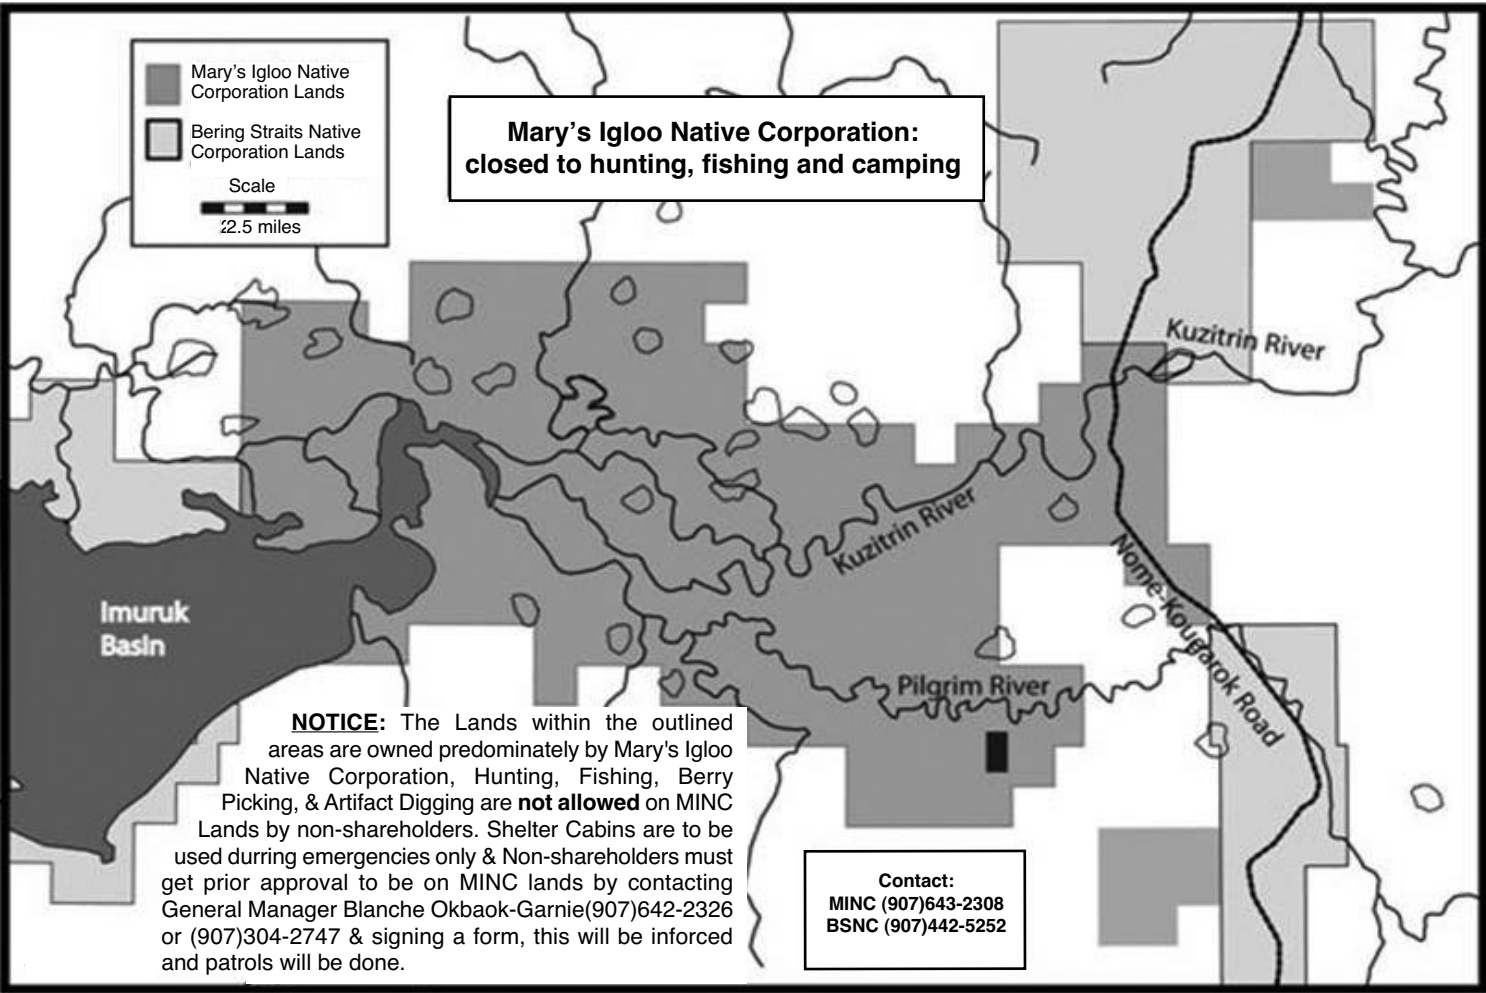 Mary's Igloo Native
Corporation Lands
Bering Straits Native
Corporation Lands
Scale
22.5 miles
Mary's Igloo Native Corporation:
closed to hunting, fishing and camping
Kuzitrin River
Kuzitrin River
Nome-Kougarok Road
Imuruk
Basin
Pilgrim River
NOTICE: The Lands within the outlined
areas are owned predominately by Mary's Igloo
Native Corporation, Hunting, Fishing, Berry
Picking, & Artifact Digging are not allowed on MINC
Lands by non-shareholders. Shelter Cabins are to be
used durring emergencies only & Non-shareholders must
get prior approval to be on MINC lands by contacting
General Manager Blanche Okbaok-Garnie(907)642-2326
or (907)304-2747 & signing a form, this will be inforced
and patrols will be done.
Contact:
MINC (907)643-2308
BSNC (907)442-5252